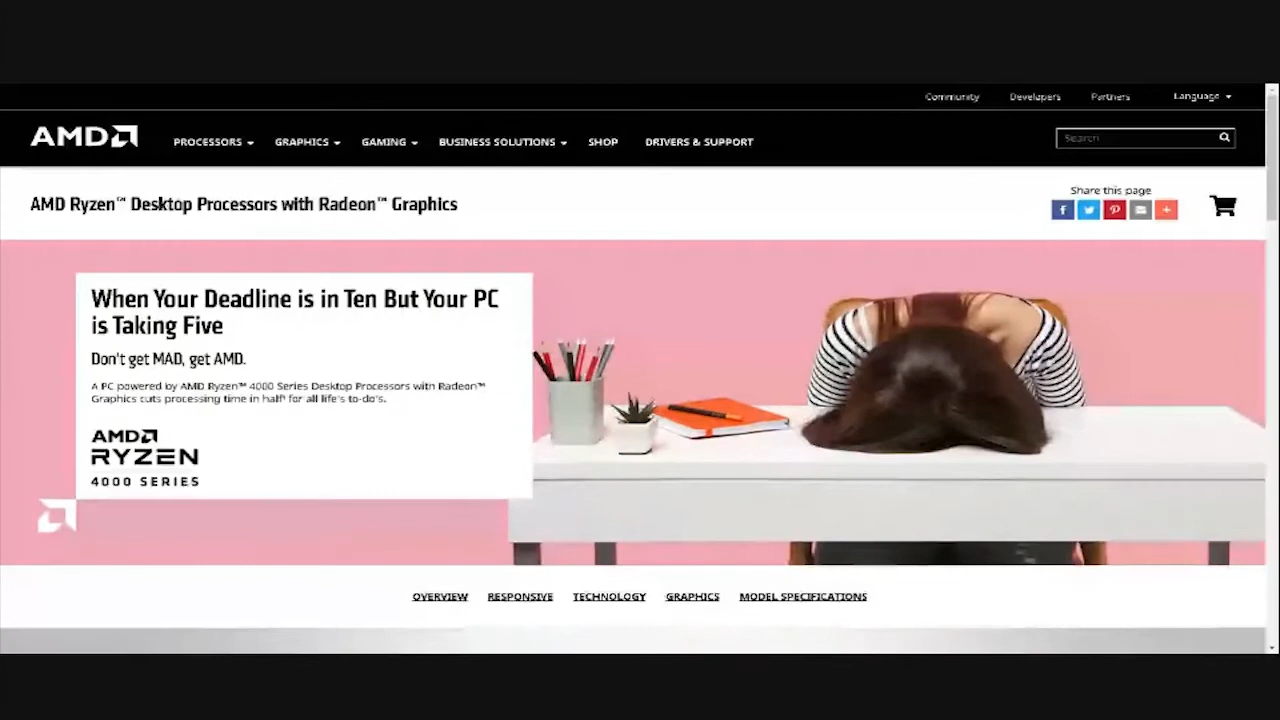 Community Developers Partners Language
AMD PROCESSORS GRAPHICS GAMING BUSINESS SOLUTIONS SHOP DRIVERS & SUPPORT Search
AMD Ryzen™ Desktop Processors with Radeon™ Graphics
Share this page
When Your Deadline is in Ten But Your PC
is Taking Five
Don't get MAD, get AMD.
A PC powered by AMD Ryzen™ 4000 Series Desktop Processors with Radeon™
Graphics cuts processing time in half¹ for all life's to-do's.
AMD
RYZEN
4000 SERIES
OVERVIEW RESPONSIVE TECHNOLOGY GRAPHICS MODEL SPECIFICATIONS